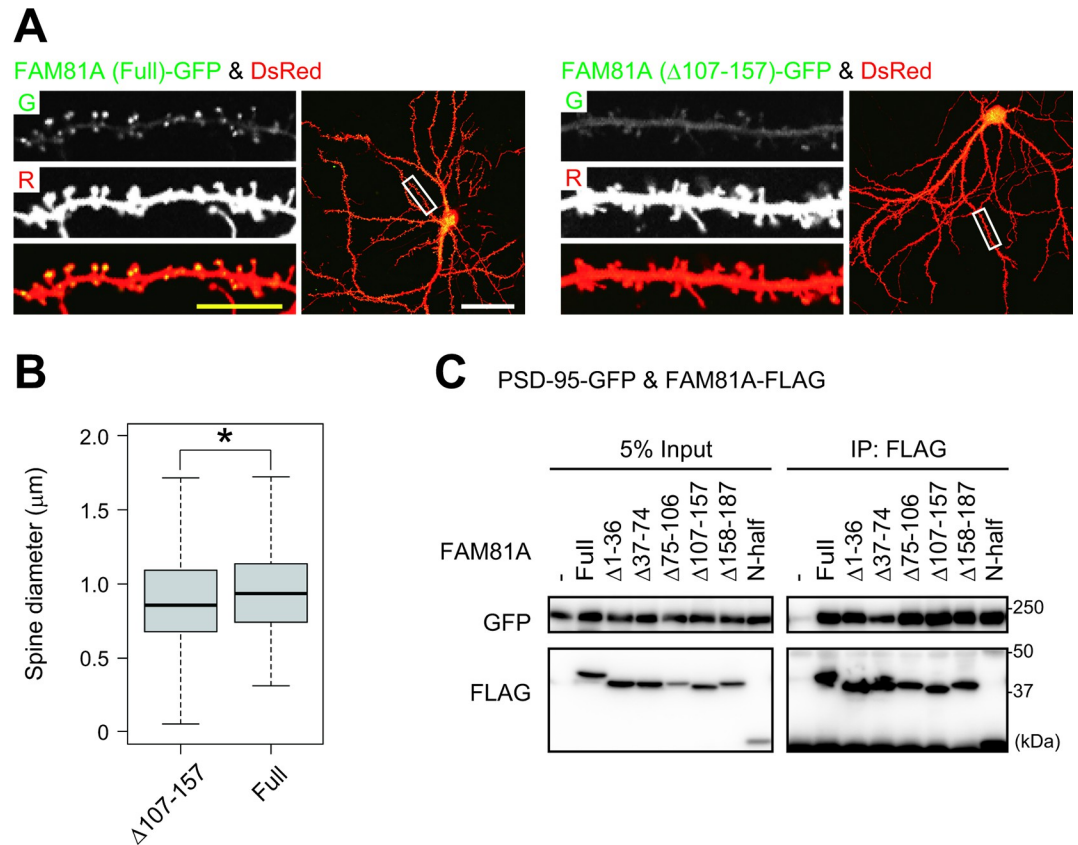 A
FAM81A (Full)-GFP & DsRed
G
R
FAM81A (Δ107-157)-GFP & DsRed
G
R
B
*
Spine diameter (μm)
2.0
1.5
1.0
0.5
0
Δ107-157
Full
C
PSD-95-GFP & FAM81A-FLAG
5% Input
IP: FLAG
FAM81A
-
Full
Δ1-36
Δ37-74
Δ75-106
Δ107-157
Δ158-187
N-half
-
Full
Δ1-36
Δ37-74
Δ75-106
Δ107-157
Δ158-187
N-half
GFP
-250
FLAG
-50
-37
(kDa)